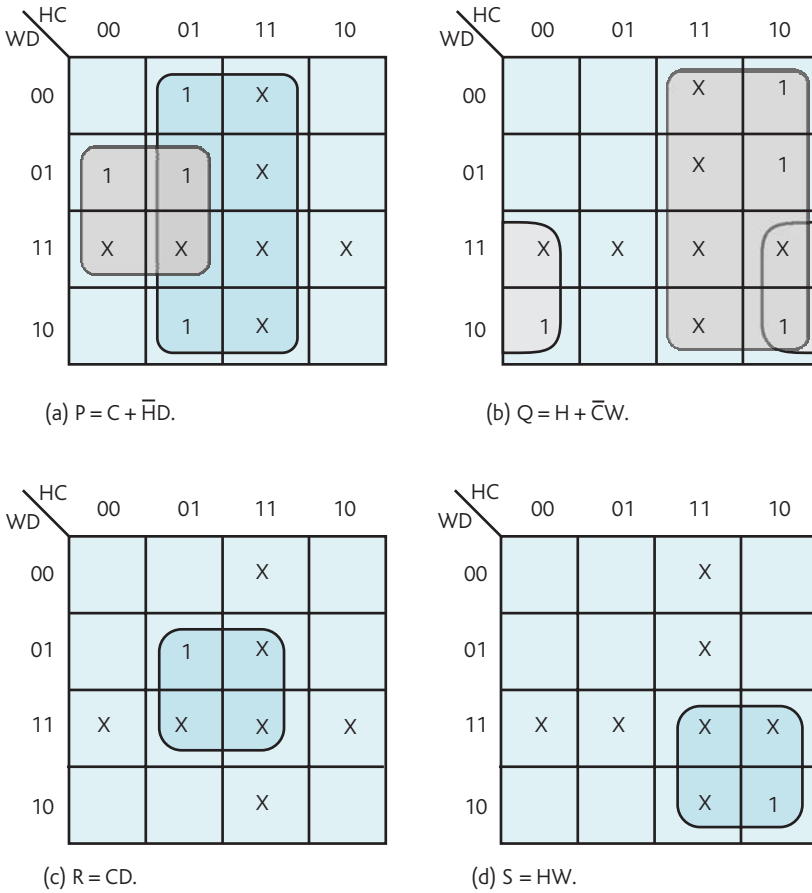 HC
WD 00 01 11 10
00 1 X
01 1 1 X
11 X X X X
10 1 X
(a) P = C + H̅D.
HC
WD 00 01 11 10
00 X 1
01 X 1
11 X X X X
10 1 X 1
(b) Q = H + C̅W.
HC
WD 00 01 11 10
00 X
01 1 X
11 X X X X
10 X
(c) R = CD.
HC
WD 00 01 11 10
00 X
01 X
11 X X X X
10 X 1
(d) S = HW.